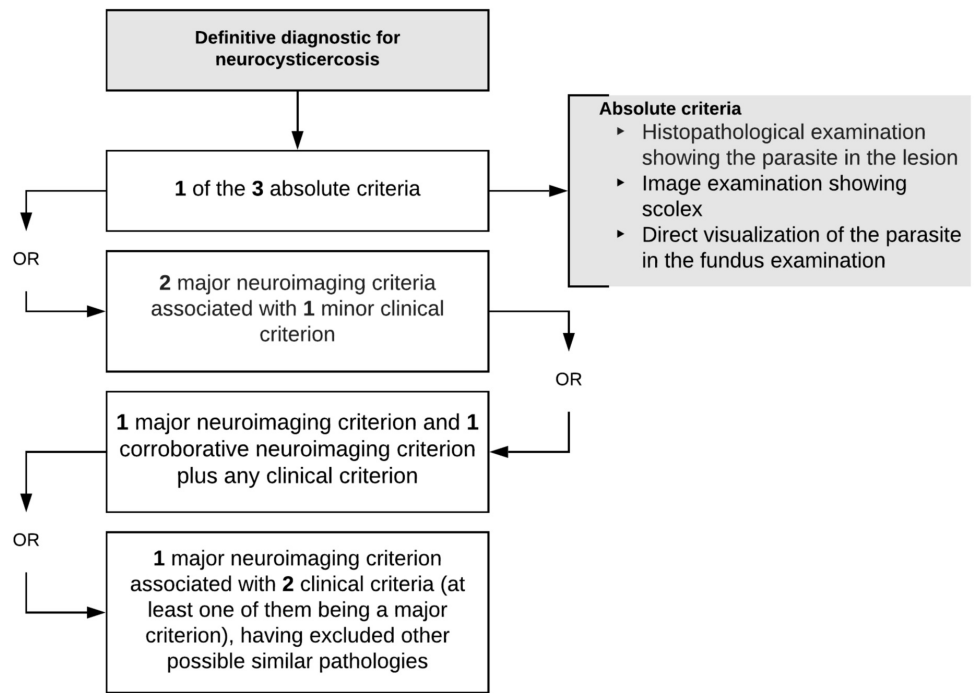 Definitive diagnostic for
neurocysticercosis
1 of the 3 absolute criteria
Absolute criteria
‣ Histopathological examination
showing the parasite in the lesion
‣ Image examination showing
scolex
‣ Direct visualization of the parasite
in the fundus examination
OR
2 major neuroimaging criteria
associated with 1 minor clinical
criterion
OR
1 major neuroimaging criterion and 1
corroborative neuroimaging criterion
plus any clinical criterion
OR
1 major neuroimaging criterion
associated with 2 clinical criteria (at
least one of them being a major
criterion), having excluded other
possible similar pathologies